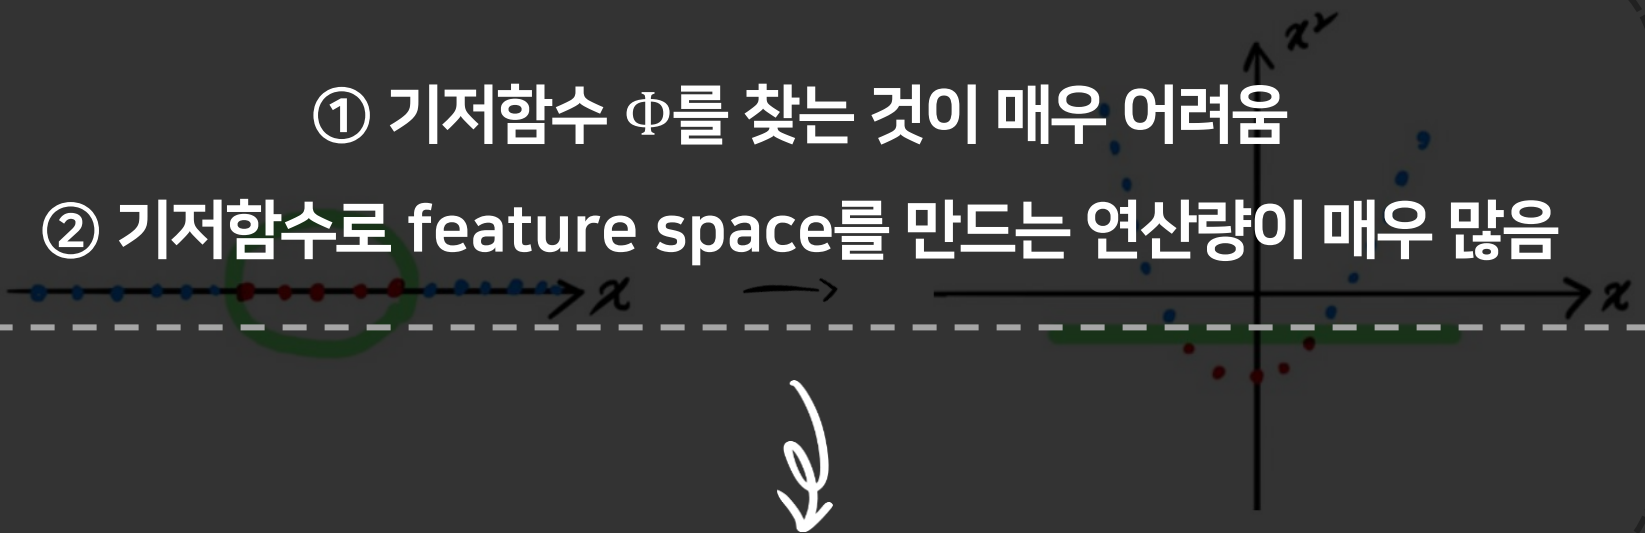 x²
① 기저함수 Φ를 찾는 것이 매우 어려움
② 기저함수로 feature space를 만드는 연산량이 매우 많음
x
x